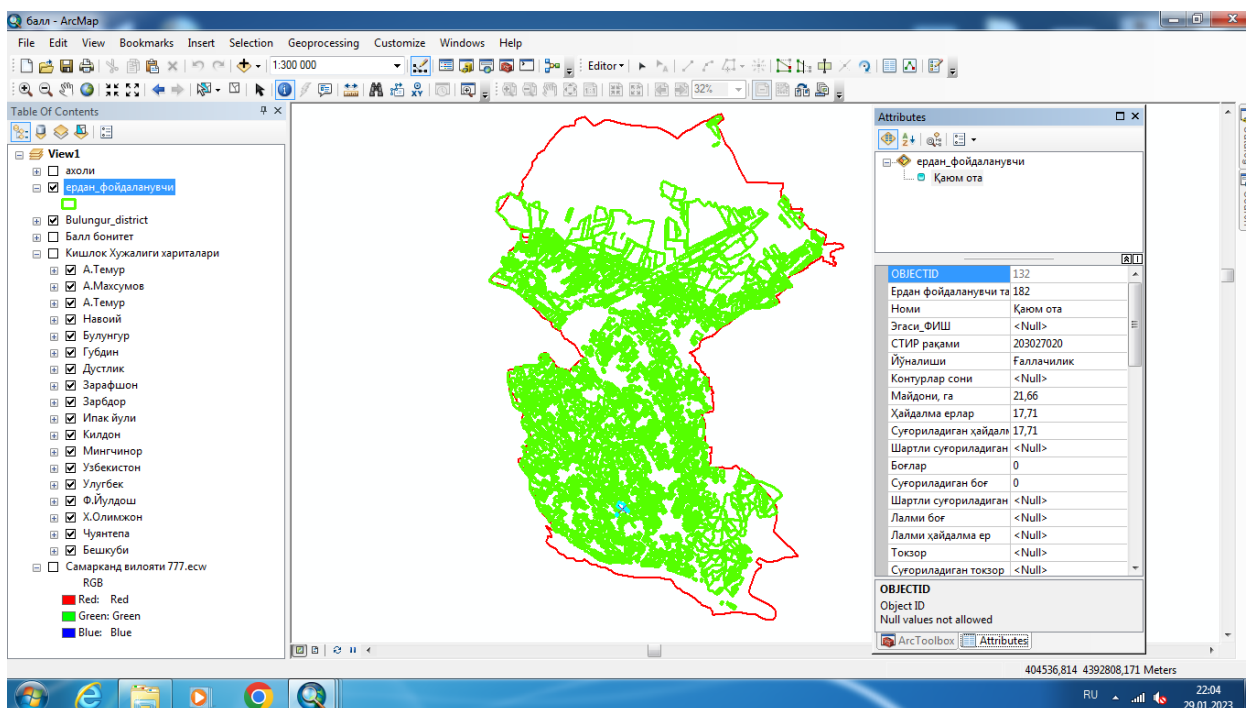 балл - ArcMap
File Edit View Bookmarks Insert Selection Geoprocessing Customize Windows Help
1:300 000
Editor
32%
Table Of Contents
View1
ахоли
ердан_фойдаланувчи
Bulungur_district
Балл бонитет
Кишлок Хужалиги хариталари
А.Темур
А.Махсумов
А.Темур
Навоий
Булунгур
Губдин
Дустлик
Зарафшон
Зарбдор
Ипак йули
Килдон
Мингчинор
Узбекистон
Улугбек
Ф.Йулдош
Х.Олимжон
Чуянтепа
Бешкуби
Самарканд вилояти 777.ecw
RGB
Red: Red
Green: Green
Blue: Blue
Attributes
ердан_фойдаланувчи
Қаюм ота
OBJECTID 132
Ердан фойдаланувчи та 182
Номи Қаюм ота
Эгаси_ФИШ <Null>
СТИР рақами 203027020
Йўналиши Ғаллачилик
Контурлар сони <Null>
Майдони, га 21,66
Ҳайдалма ерлар 17,71
Суғориладиган ҳайдалм 17,71
Шартли суғориладиган <Null>
Боғлар 0
Суғориладиган боғ 0
Шартли суғориладиган <Null>
Лалми боғ <Null>
Лалми ҳайдалма ер <Null>
Токзор <Null>
Суғориладиган токзор <Null>
OBJECTID
Object ID
Null values not allowed
ArcToolbox Attributes
404536,814 4392808,171 Meters
RU 22:04
29.01.2023